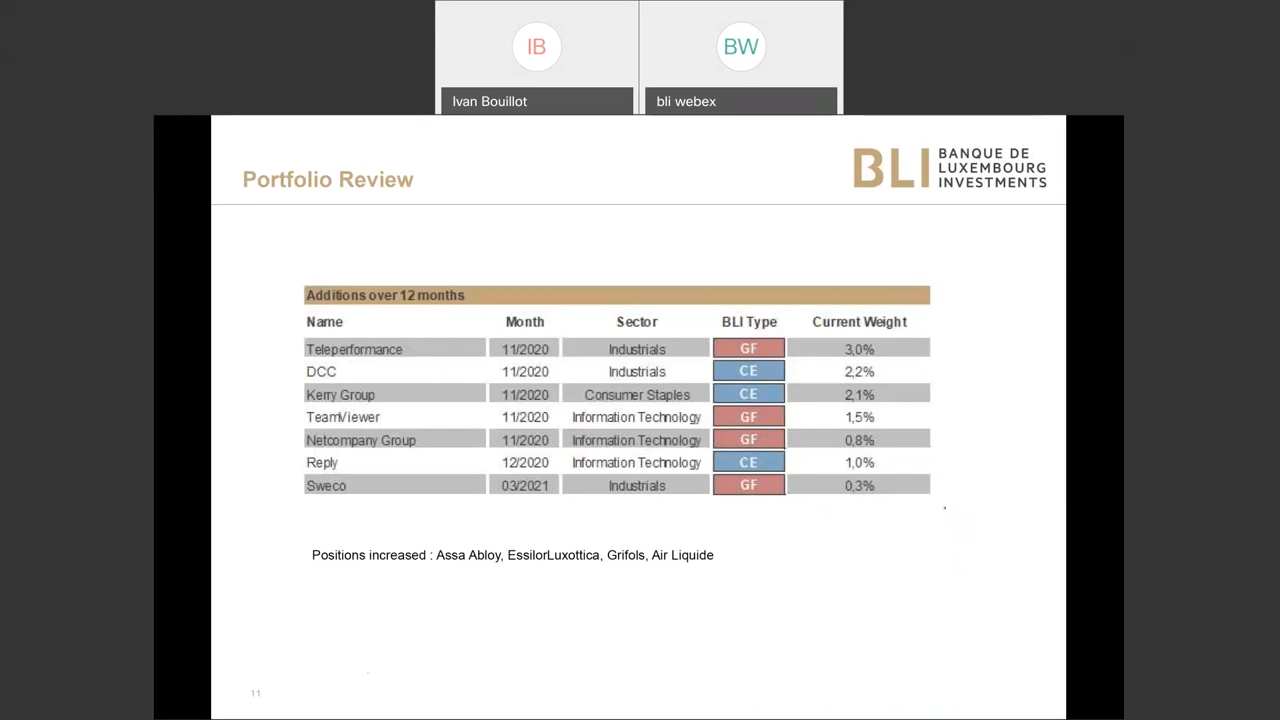 IB
BW
Ivan Bouillot
bli webex
Portfolio Review
BLI BANQUE DE
LUXEMBOURG
INVESTMENTS
Additions over 12 months
Name Month Sector BLI Type Current Weight
Teleperformance 11/2020 Industrials GF 3,0%
DCC 11/2020 Industrials CE 2,2%
Kerry Group 11/2020 Consumer Staples CE 2,1%
TeamViewer 11/2020 Information Technology GF 1,5%
Netcompany Group 11/2020 Information Technology GF 0,8%
Reply 12/2020 Information Technology CE 1,0%
Sweco 03/2021 Industrials GF 0,3%
Positions increased : Assa Abloy, EssilorLuxottica, Grifols, Air Liquide
11